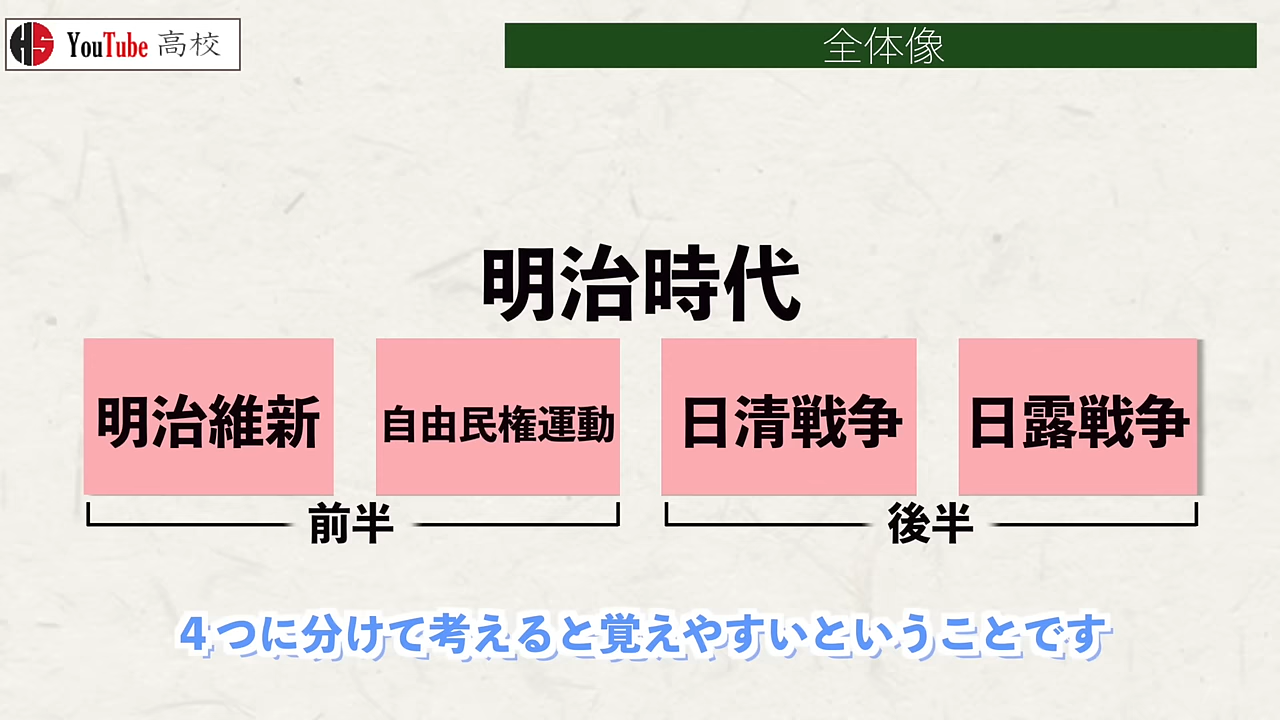 HS YouTube 高校
全体像
明治時代
明治維新
自由民権運動
日清戦争
日露戦争
前半
後半
４つに分けて考えると覚えやすいということです